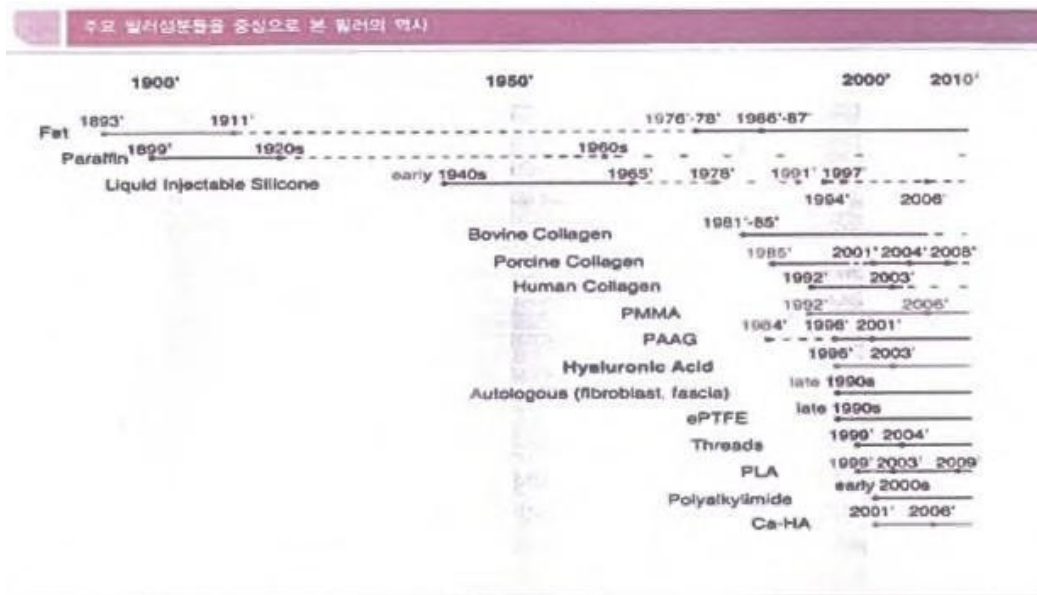 주요 필러성분들을 중심으로 본 필러의 역사
1900' 1950' 2000' 2010'
1893' 1911' 1976'-78' 1986'-87'
Fat
1899' 1920s 1960s
Paraffin
early 1940s 1965' 1978' 1991' 1997'
Liquid Injectable Silicone
1994' 2006'
1981'-85'
Bovine Collagen
1985' 2001' 2004' 2008'
Porcine Collagen
1992' 2003'
Human Collagen
1992' 2006'
PMMA
1984' 1996' 2001'
PAAG
1996' 2003'
Hyaluronic Acid
late 1990s
Autologous (fibroblast, fascia)
late 1990s
ePTFE
1999' 2004'
Threads
1999' 2003' 2009'
PLA
early 2000s
Polyalkylimide
2001' 2006'
Ca-HA